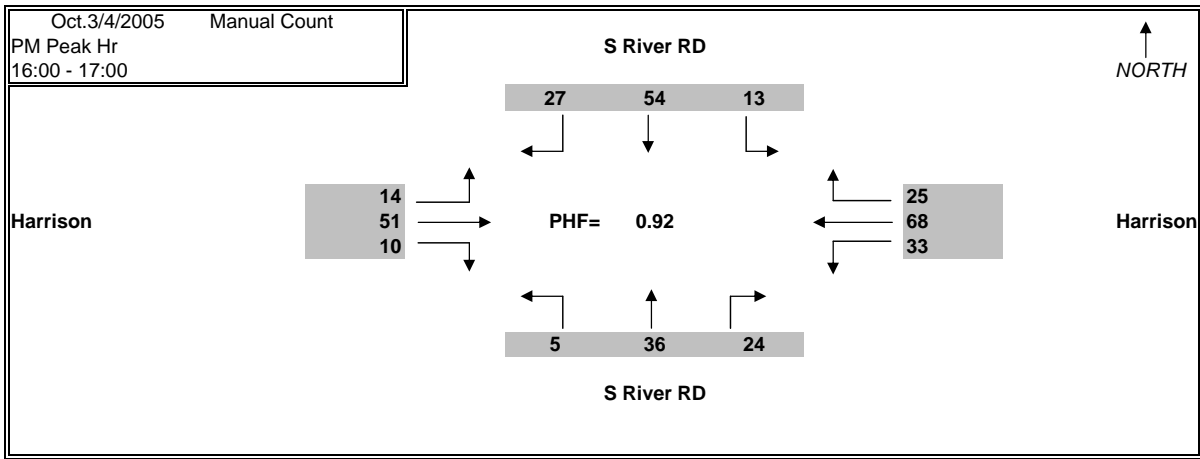 Oct.3/4/2005 Manual Count
PM Peak Hr
16:00 - 17:00
S River RD
NORTH
27 54 13
14
51
10
Harrison
PHF= 0.92
25
68
33
Harrison
5 36 24
S River RD